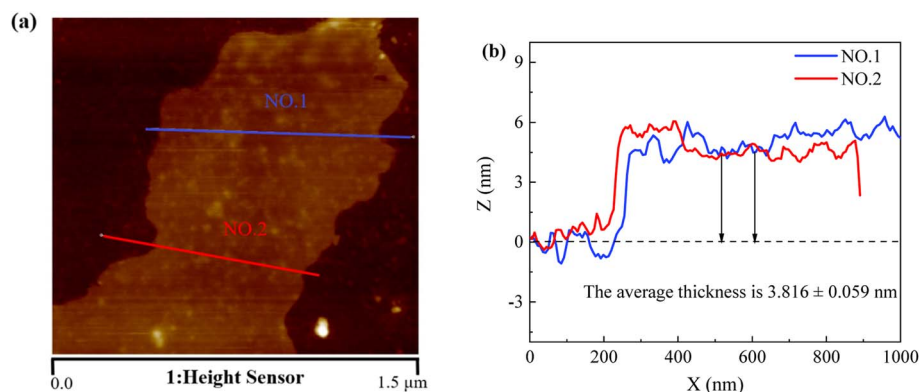 (a)
NO.1
NO.2
0.0
1:Height Sensor
1.5 μm
(b)
NO.1
NO.2
9
6
3
0
-3
Z (nm)
The average thickness is 3.816 ± 0.059 nm
0
200
400
600
800
1000
X (nm)